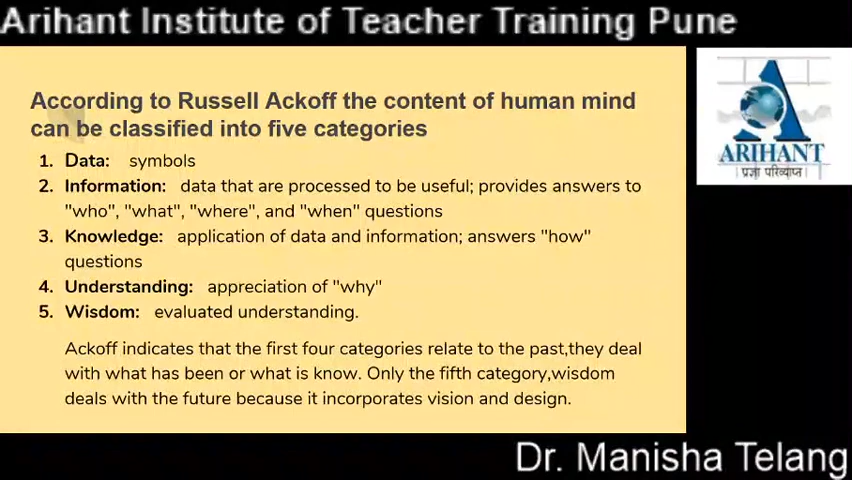 Arihant Institute of Teacher Training Pune
According to Russell Ackoff the content of human mind
can be classified into five categories
1. Data: symbols
2. Information: data that are processed to be useful; provides answers to
"who", "what", "where", and "when" questions
3. Knowledge: application of data and information; answers "how"
questions
4. Understanding: appreciation of "why"
5. Wisdom: evaluated understanding.
Ackoff indicates that the first four categories relate to the past,they deal
with what has been or what is know. Only the fifth category,wisdom
deals with the future because it incorporates vision and design.
ARIHANT
प्रज्ञा परिव्याप्त
Dr. Manisha Telang